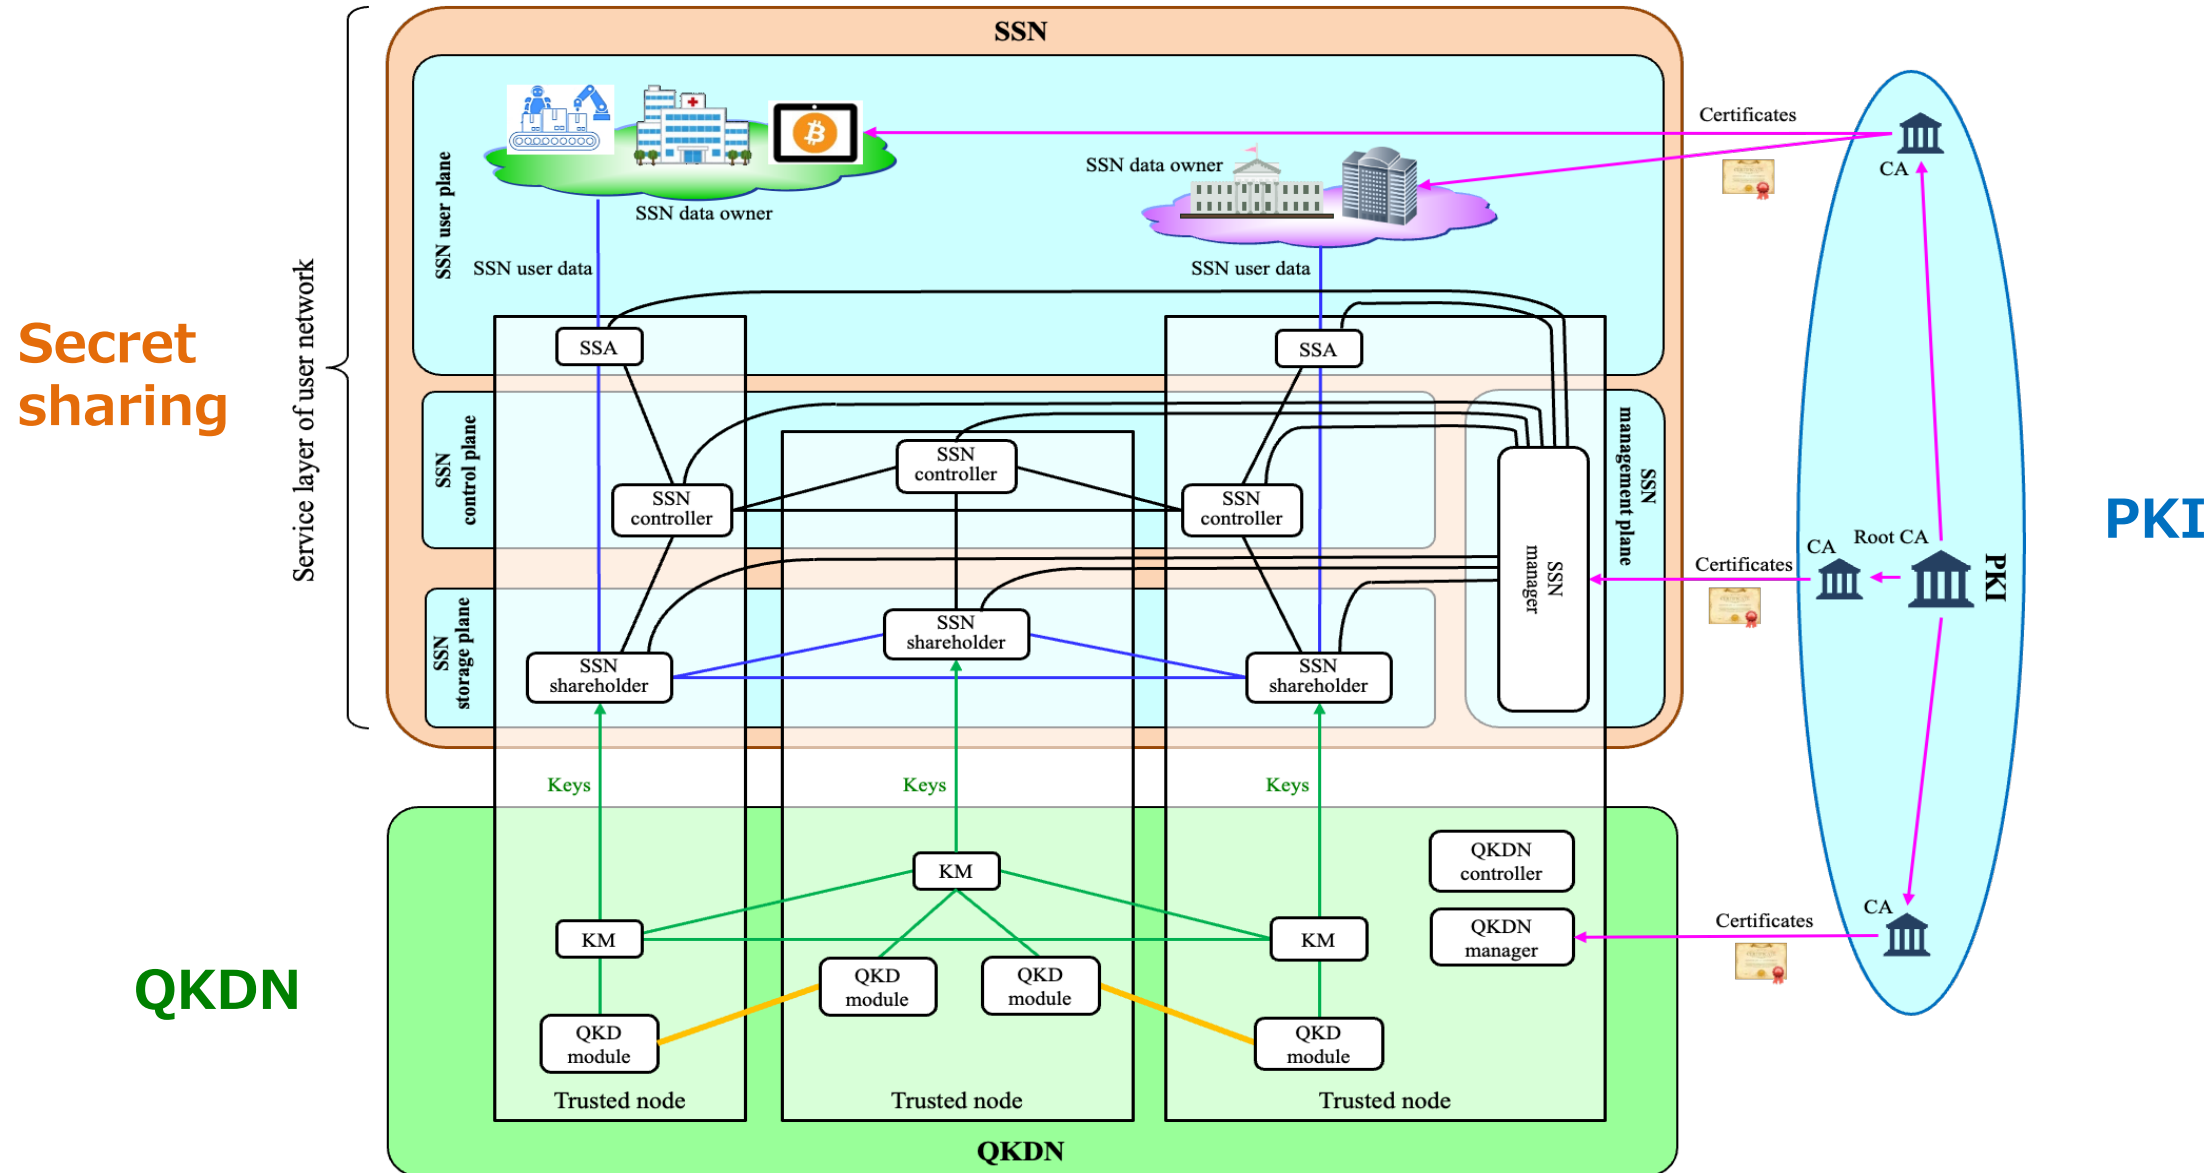 SSN
Certificates
CA
SSN data owner
SSN data owner
SSN user plane
SSN user data
SSN user data
Service layer of user network
Secret
sharing
SSA
SSA
SSN
control plane
SSN
controller
SSN
controller
SSN
controller
SSN
management plane
SSN
manager
Certificates
CA
Root CA
PKI
PKI
SSN
storage plane
SSN
shareholder
SSN
shareholder
SSN
shareholder
Keys
Keys
Keys
KM
KM
KM
QKDN
controller
QKDN
manager
Certificates
CA
QKDN
QKD
module
QKD
module
QKD
module
QKD
module
Trusted node
Trusted node
Trusted node
QKDN